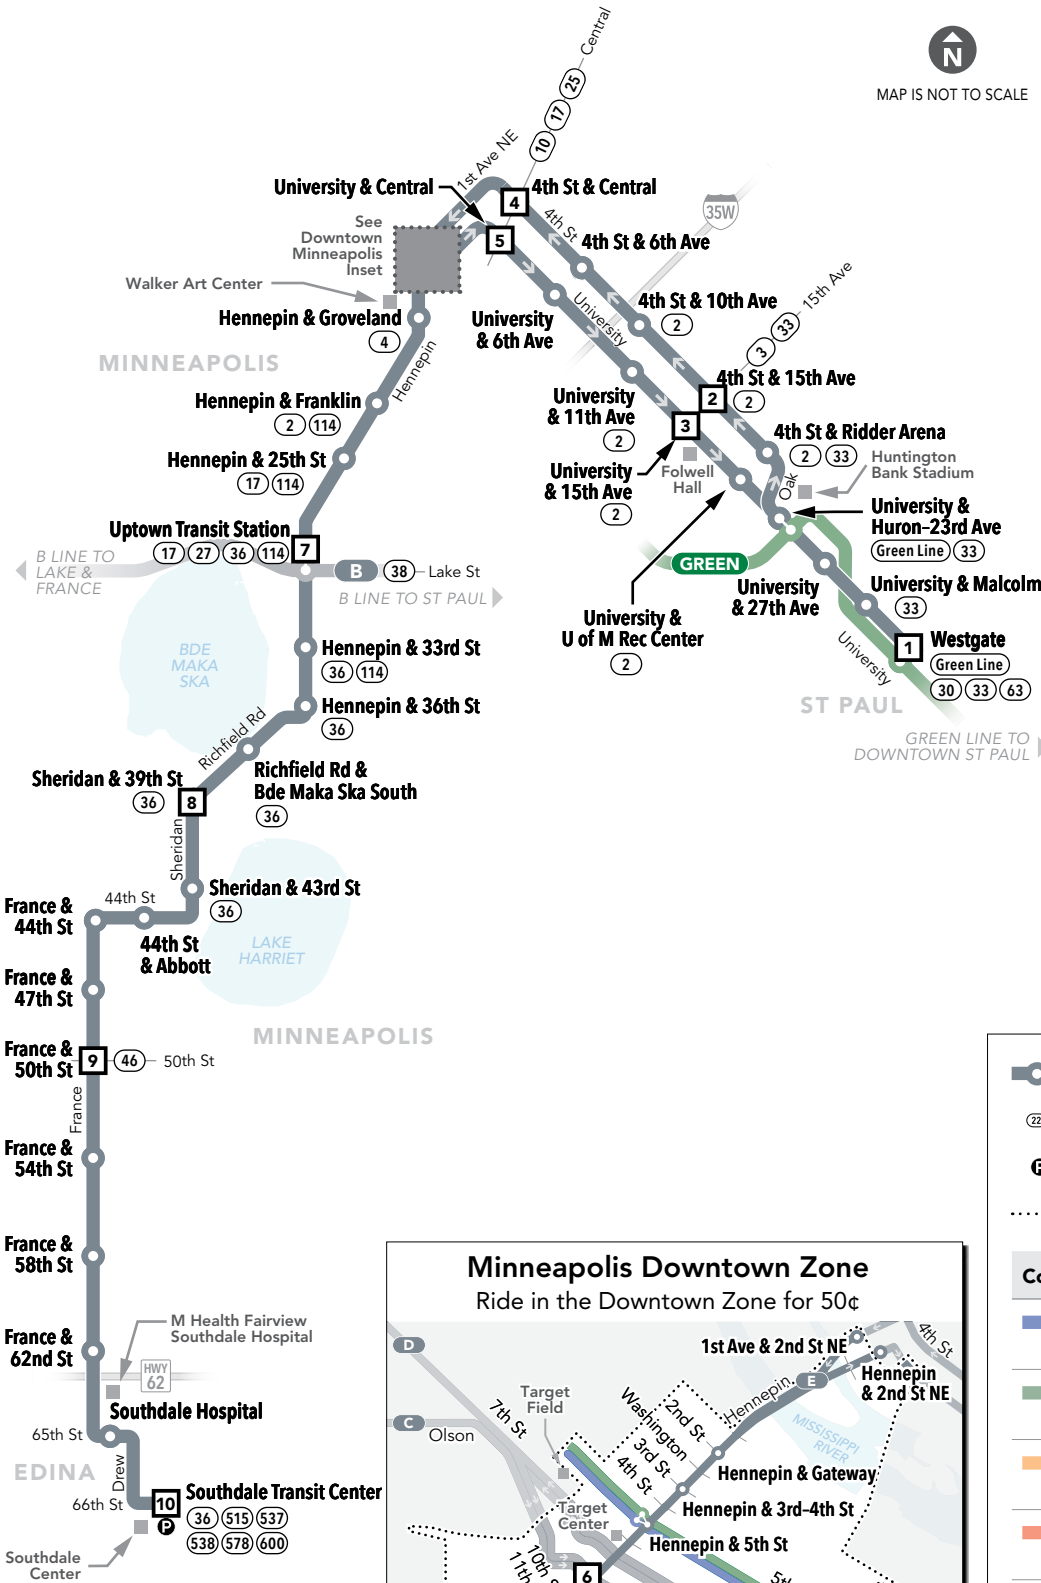 Central
10 17 25
N
MAP IS NOT TO SCALE
1st Ave NE
University & Central
4
4th St & Central
See
Downtown
Minneapolis
Inset
5
4th St
35W
4th St & 6th Ave
Walker Art Center
University
4th St & 10th Ave
2
15th Ave
3 33
Hennepin & Groveland
4
University
& 6th Ave
MINNEAPOLIS
Hennepin
4th St & 15th Ave
2
2
Hennepin & Franklin
2 114
University
& 11th Ave
2
3
4th St & Ridder Arena
2 33
Hennepin & 25th St
17 114
University
& 15th Ave
2
Folwell
Hall
Huntington
Bank Stadium
Oak
University &
Huron–23rd Ave
Green Line 33
Uptown Transit Station
17 27 36 114
7
B LINE TO
LAKE &
FRANCE
B 38 Lake St
B LINE TO ST PAUL
GREEN
University
& 27th Ave
University & Malcolm
33
University &
U of M Rec Center
2
1
Westgate
Green Line
30 33 63
University
ST PAUL
GREEN LINE TO
DOWNTOWN ST PAUL
BDE
MAKA
SKA
Hennepin & 33rd St
36 114
Hennepin & 36th St
36
Richfield Rd
Richfield Rd &
Bde Maka Ska South
36
Sheridan & 39th St
36
8
Sheridan
Sheridan & 43rd St
36
44th St
France &
44th St
44th St
& Abbott
LAKE
HARRIET
France &
47th St
MINNEAPOLIS
France &
50th St
9 46 50th St
France
France &
54th St
France &
58th St
France &
62nd St
M Health Fairview
Southdale Hospital
HWY
62
Southdale Hospital
65th St
EDINA
Drew
66th St
10
P
Southdale Transit Center
36 515 537
538 578 600
Southdale
Center
22
P
Co
Minneapolis Downtown Zone
Ride in the Downtown Zone for 50¢
D
1st Ave & 2nd St NE
4th St
E
Hennepin
& 2nd St NE
Target
Field
Hennepin
Washington
2nd St
3rd St
4th St
7th St
C
Olson
MISSISSIPPI
RIVER
Hennepin & Gateway
Hennepin & 3rd–4th St
Target
Center
Hennepin & 5th St
10th S
11th
6
5th